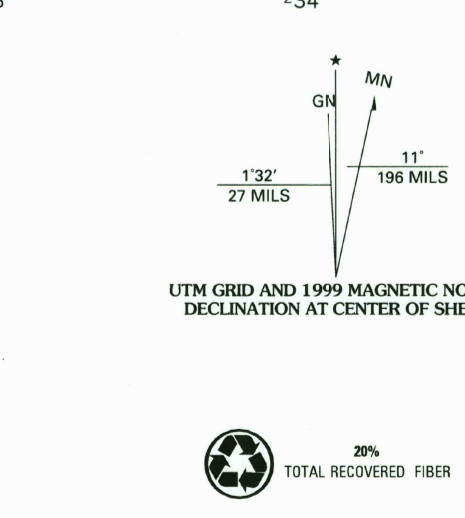 234
★
MN
GN
11°
196 MILS
1°32′
27 MILS
UTM GRID AND 1999 MAGNETIC NO
DECLINATION AT CENTER OF SHE
20%
TOTAL RECOVERED FIBER